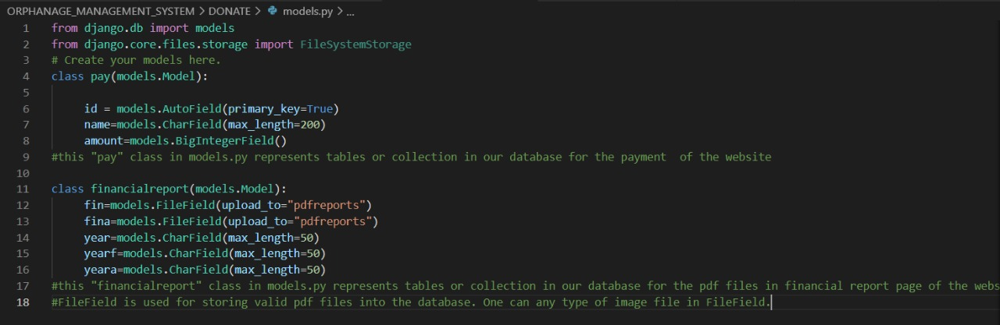 ORPHANAGE_MANAGEMENT_SYSTEM > DONATE > models.py > ...
1 from django.db import models
2 from django.core.files.storage import FileSystemStorage
3 # Create your models here.
4 class pay(models.Model):
5
6 id = models.AutoField(primary_key=True)
7 name=models.CharField(max_length=200)
8 amount=models.BigIntegerField()
9 #this "pay" class in models.py represents tables or collection in our database for the payment  of the website
10
11 class financialreport(models.Model):
12 fin=models.FileField(upload_to="pdfreports")
13 fina=models.FileField(upload_to="pdfreports")
14 year=models.CharField(max_length=50)
15 yearf=models.CharField(max_length=50)
16 yeara=models.CharField(max_length=50)
17 #this "financialreport" class in models.py represents tables or collection in our database for the pdf files in financial report page of the webs
18 #FileField is used for storing valid pdf files into the database. One can any type of image file in FileField.